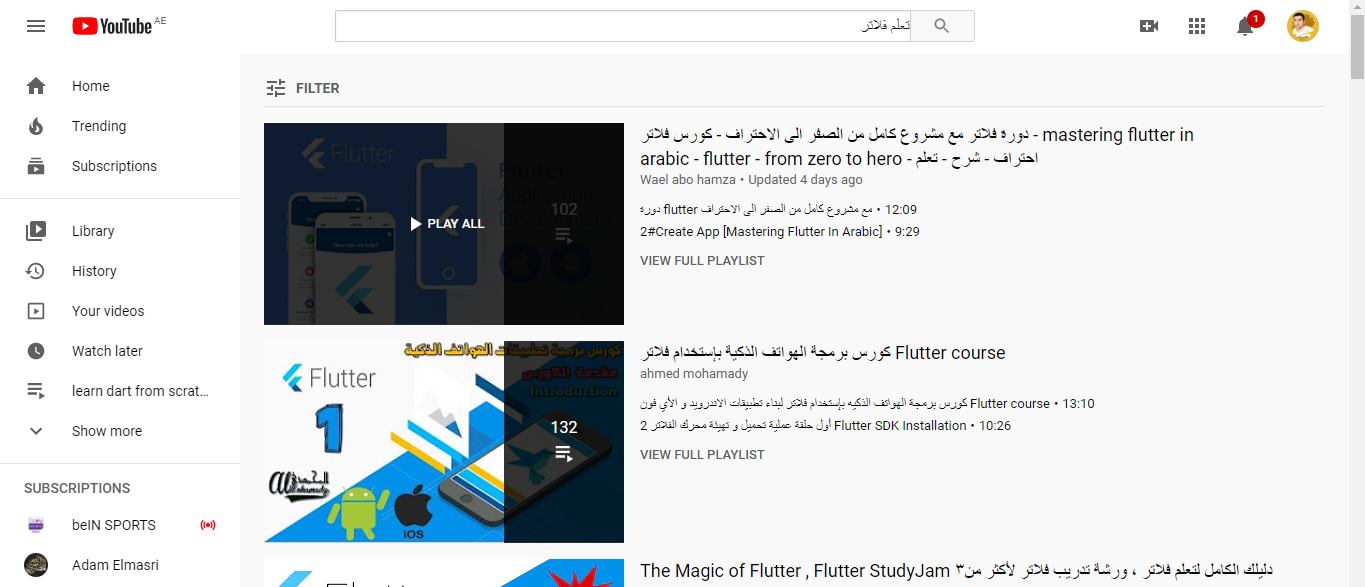 YouTube AE
تعلم فلاتر
1
Home
Trending
Subscriptions
Library
History
Your videos
Watch later
learn dart from scrat...
Show more
SUBSCRIPTIONS
beIN SPORTS
Adam Elmasri
FILTER
Flutter
Flutter
Application
PLAY ALL
102
دورة فلاتر مع مشروع كامل من الصفر الى الاحتراف - كورس فلاتر - mastering flutter in
arabic - flutter - from zero to hero - احتراف - شرح - تعلم
Wael abo hamza • Updated 4 days ago
دورة flutter مع مشروع كامل من الصفر الى الاحتراف • 12:09
2#Create App [Mastering Flutter In Arabic] • 9:29
VIEW FULL PLAYLIST
كورس برمجة تطبيقات الهواتف الذكية
مقدمة الكورس
Introduction
Flutter
1
132
iOS
كورس برمجة الهواتف الذكية بإستخدام فلاتر Flutter course
ahmed mohamady
كورس برمجة الهواتف الذكيه بإستخدام فلاتر لبناء تطبيقات الاندرويد و الأي فون Flutter course • 13:10
2 أول حلقة عملية تحميل و تهيئة محرك الفلاتر Flutter SDK Installation • 10:26
VIEW FULL PLAYLIST
The Magic of Flutter , Flutter StudyJam دليلك الكامل لتعلم فلاتر ، ورشة تدريب فلاتر لأكثر من٣